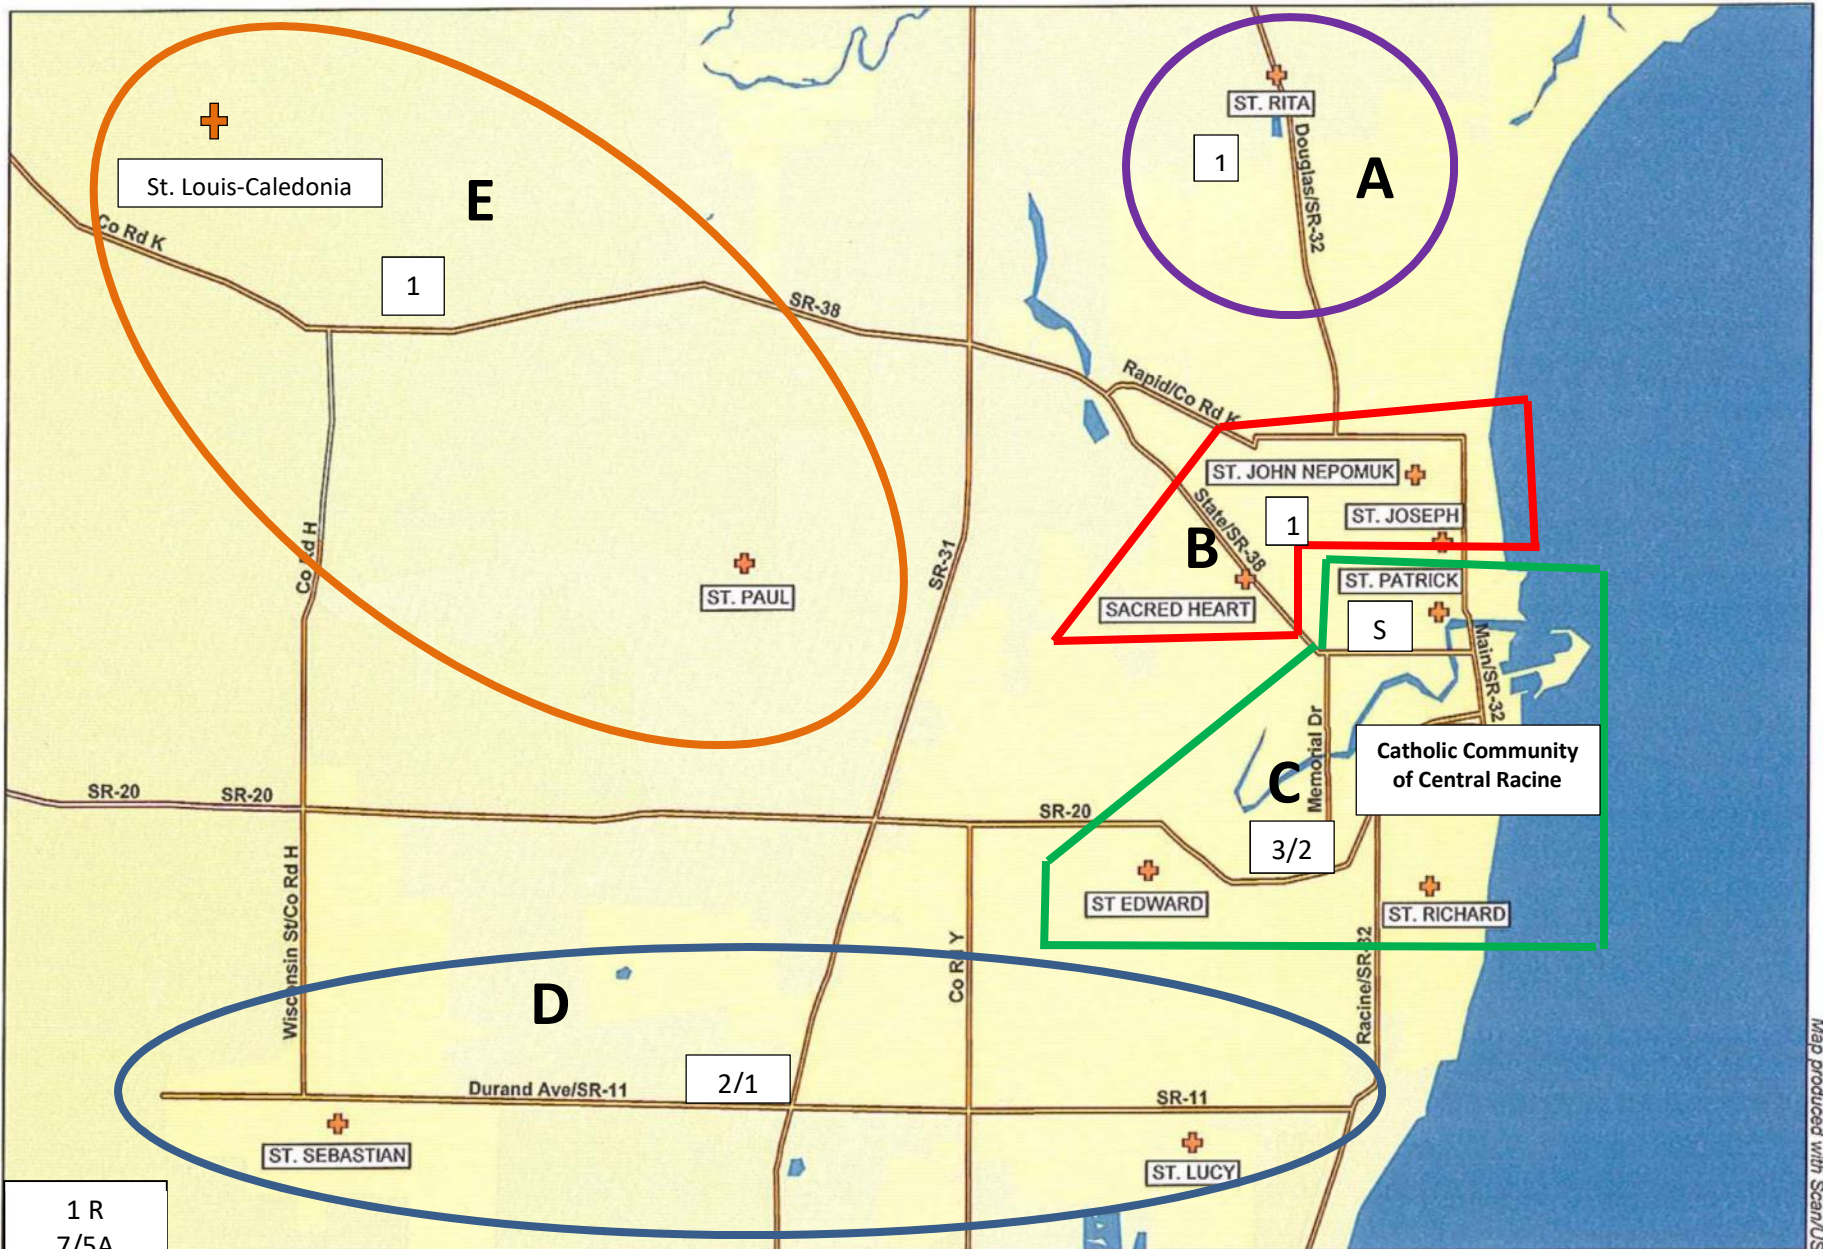 ST. RITA
1
A
Douglas/SR-32
St. Louis-Caledonia
E
Co Rd K
1
SR-38
Rapid/Co Rd K
ST. JOHN NEPOMUK
ST. JOSEPH
1
B
State/SR-38
SACRED HEART
ST. PATRICK
S
Main/SR-32
Co Rd H
ST. PAUL
SR-31
Memorial Dr
Catholic Community
of Central Racine
C
SR-20
SR-20
SR-20
3/2
ST EDWARD
ST. RICHARD
Wisconsin St/Co Rd H
Co Rd Y
Racine/SR-32
D
Durand Ave/SR-11
2/1
SR-11
ST. SEBASTIAN
ST. LUCY
1 R
7/5A
Map produced with Scan/US